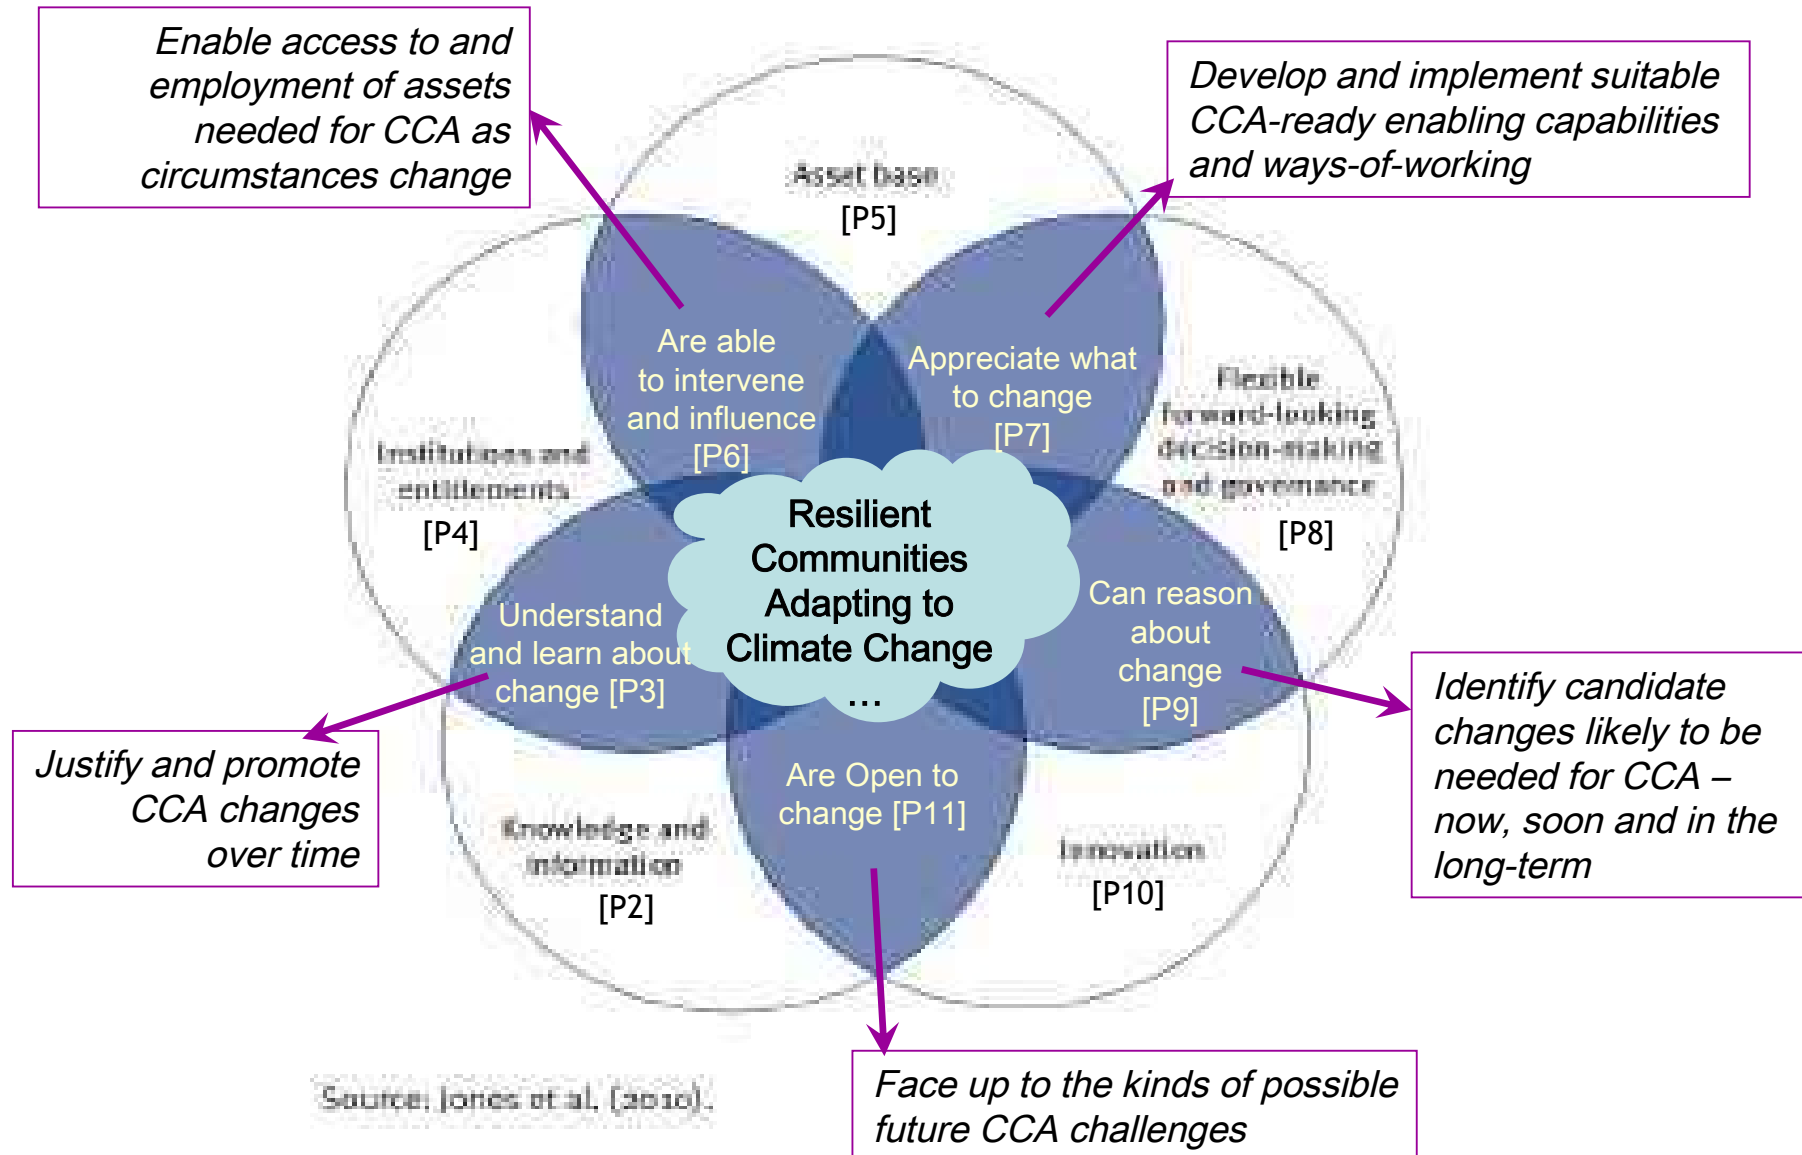 Enable access to and
employment of assets
needed for CCA as
circumstances change
Develop and implement suitable
CCA-ready enabling capabilities
and ways-of-working
Asset base
[P5]
Are able
to intervene
and influence
[P6]
Appreciate what
to change
[P7]
Flexible
forward-looking
decision-making
and governance
[P8]
Institutions and
entitlements
[P4]
Resilient
Communities
Adapting to
Climate Change
...
Understand
and learn about
change [P3]
Can reason
about
change
[P9]
Justify and promote
CCA changes
over time
Identify candidate
changes likely to be
needed for CCA –
now, soon and in the
long-term
Are Open to
change [P11]
Knowledge and
information
[P2]
Innovation
[P10]
Face up to the kinds of possible
future CCA challenges
Source: Jones et al. (2010).